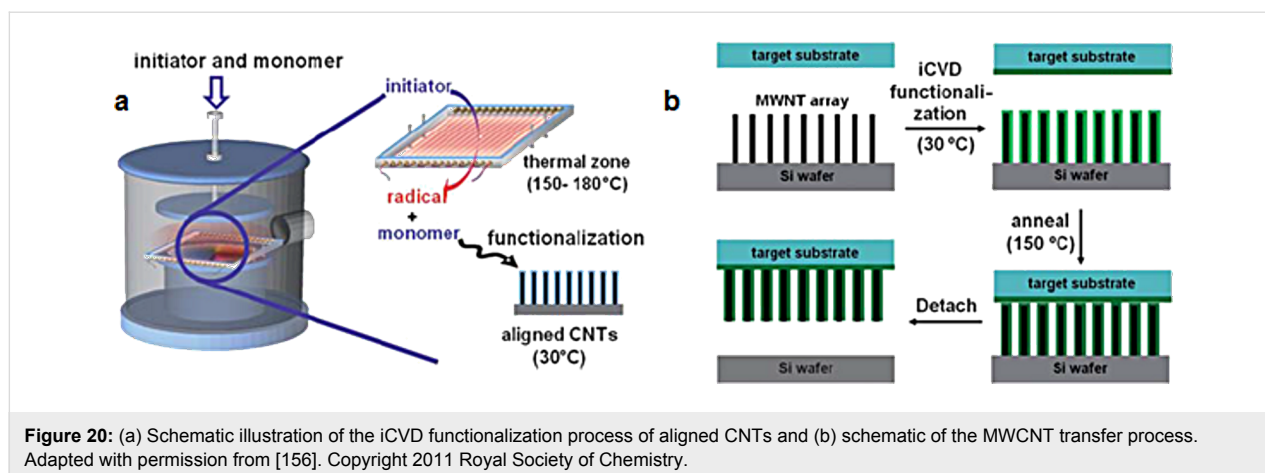 initiator and monomer
a
initiator
thermal zone
(150- 180°C)
radical
+
monomer
functionalization
aligned CNTs
(30°C)
b
target substrate
MWNT array
Si wafer
iCVD
functionali-
zation
(30 ºC)
target substrate
Si wafer
anneal
(150 ºC)
target substrate
Si wafer
Detach
target substrate
Si wafer
Figure 20: (a) Schematic illustration of the iCVD functionalization process of aligned CNTs and (b) schematic of the MWCNT transfer process.
Adapted with permission from [156]. Copyright 2011 Royal Society of Chemistry.